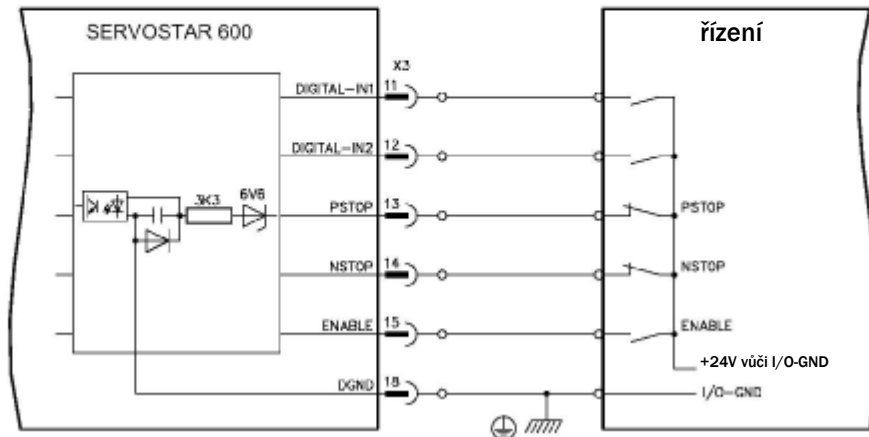 SERVOSTAR 600
řízení
X3
DIGITAL-IN1 11
DIGITAL-IN2 12
3K3 6V6 PSTOP 13 PSTOP
NSTOP 14 NSTOP
ENABLE 15 ENABLE
+24V vůči I/O-GND
DGND 18 I/O-GND